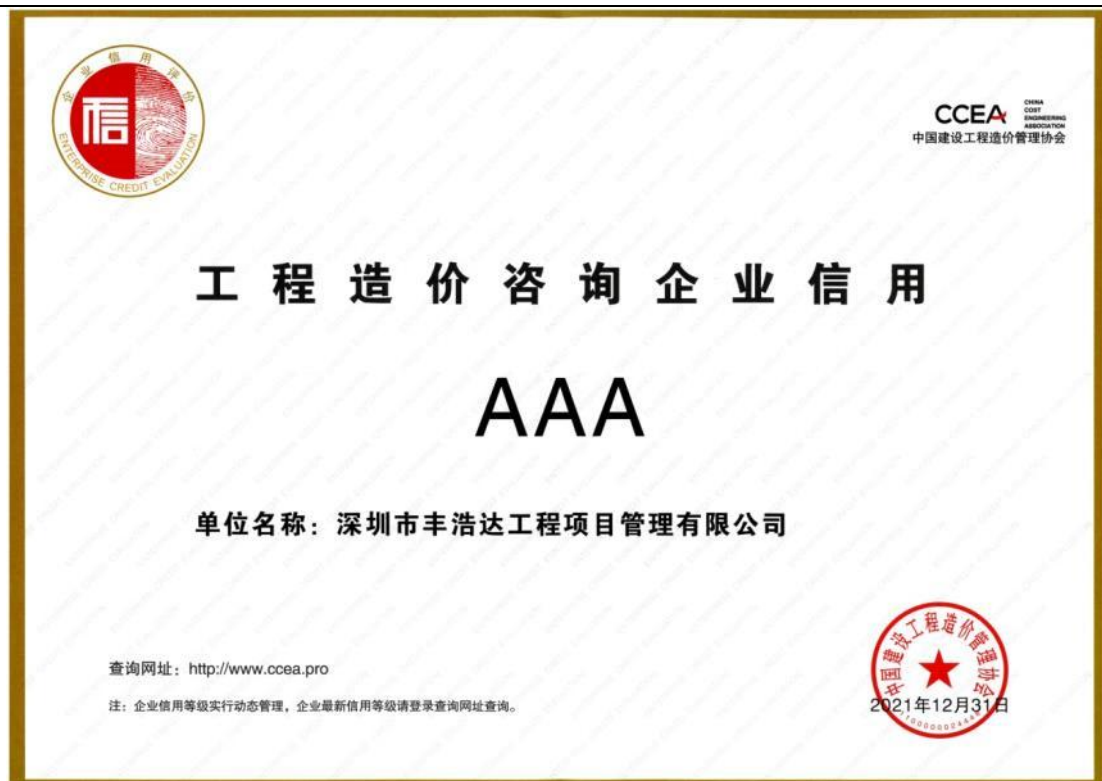 企业信用评价
信
ENTERPRISE CREDIT EVALUATION
CCEA
CHINA
COST
ENGINEERING
ASSOCIATION
中国建设工程造价管理协会
工程造价咨询企业信用
AAA
单位名称：深圳市丰浩达工程项目管理有限公司
查询网址：http://www.ccea.pro
注：企业信用等级实行动态管理，企业最新信用等级请登录查询网址查询。
中国建设工程造价管理协会
2021年12月31日